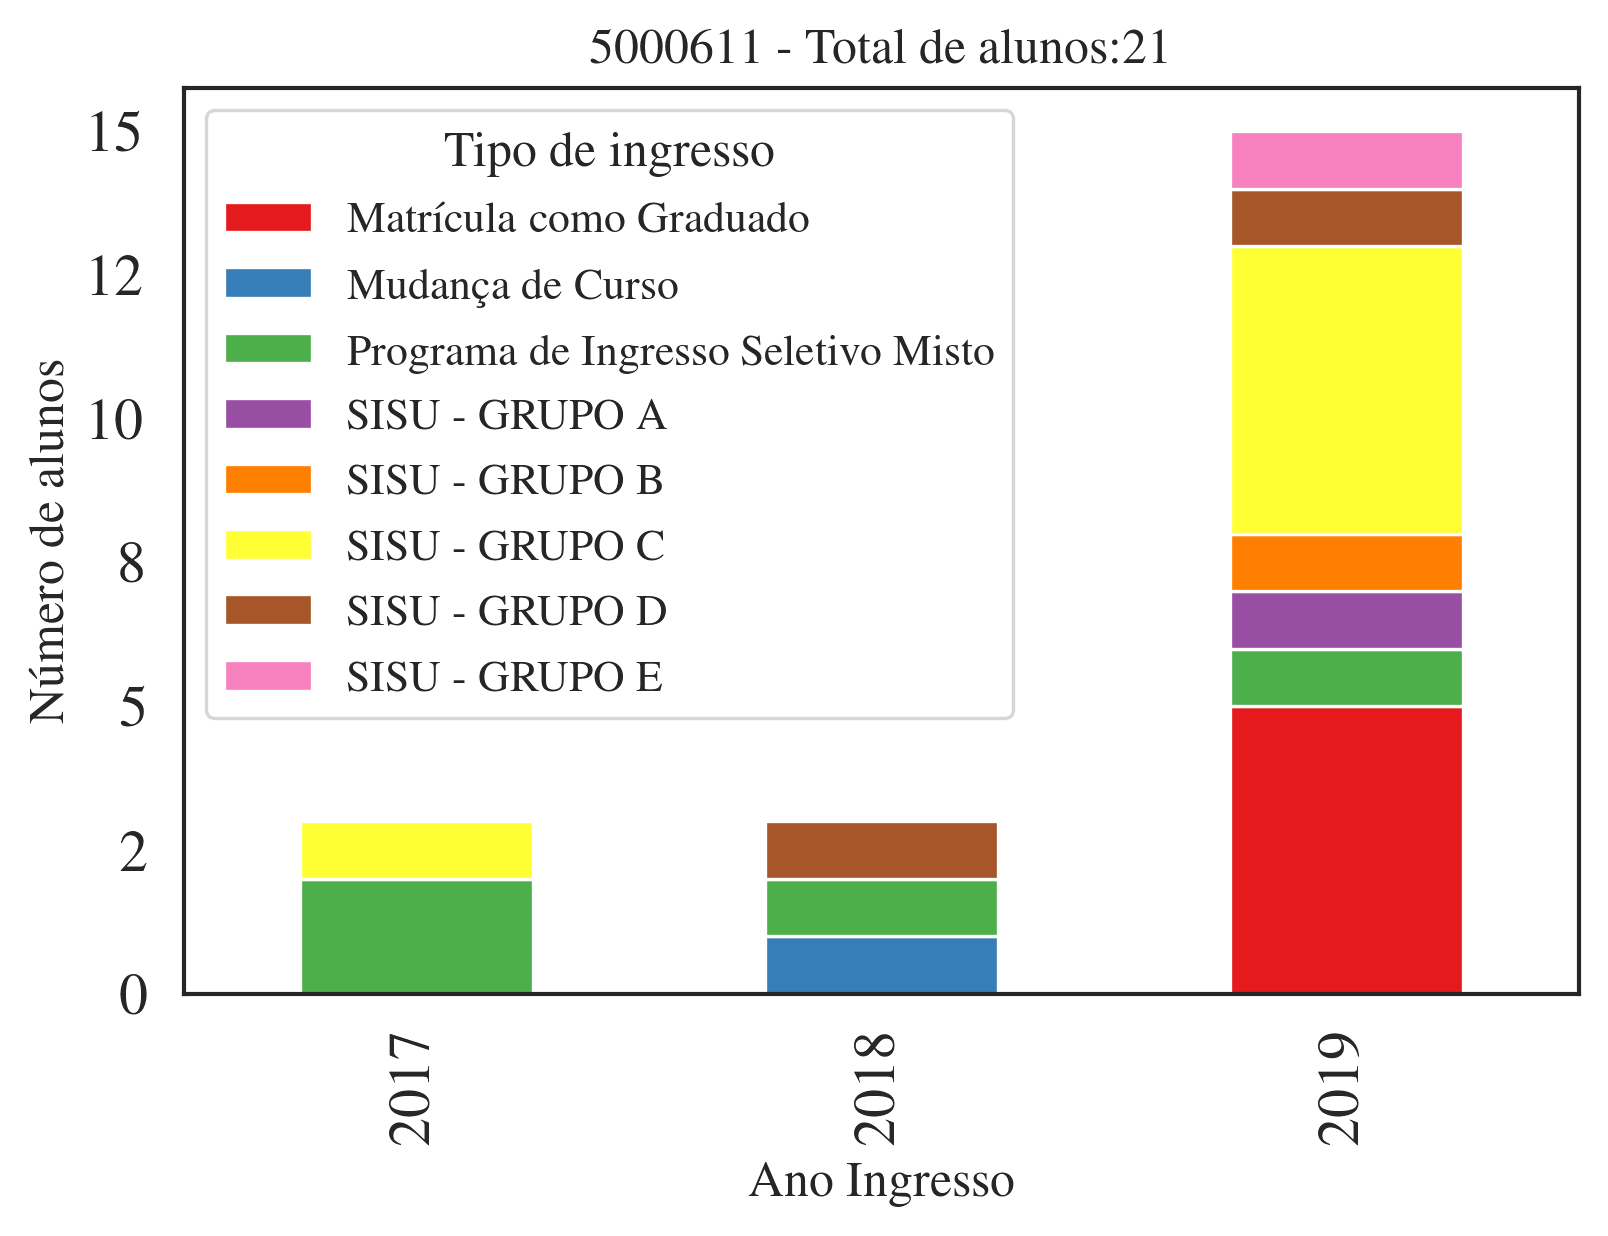 5000611 - Total de alunos:21
Tipo de ingresso
Matrícula como Graduado
Mudança de Curso
Programa de Ingresso Seletivo Misto
SISU - GRUPO A
SISU - GRUPO B
SISU - GRUPO C
SISU - GRUPO D
SISU - GRUPO E
Número de alunos
15
12
10
8
5
2
0
2017
2018
2019
Ano Ingresso